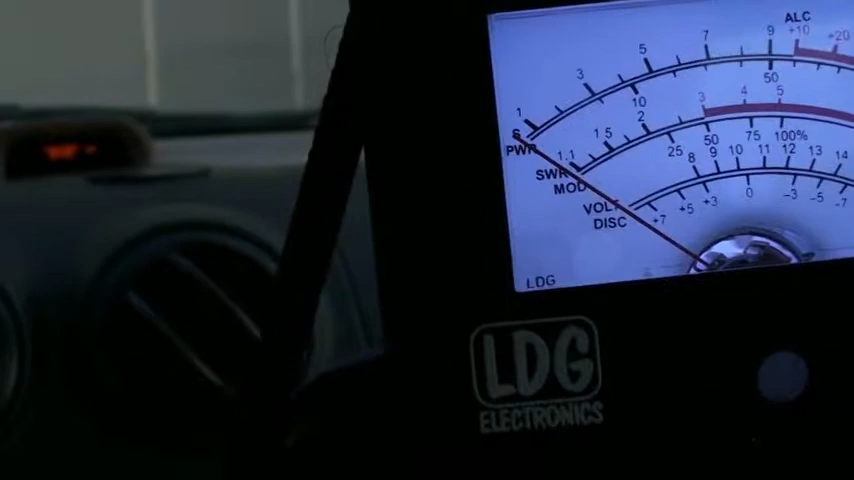 ALC
1 3 5 7 9 +10 +20
S
PWR 10 50
3 4 5
SWR 1.1 1.5 2
MOD 25 50 75 100%
VOLT 8 9 10 11 12 13 14
DISC +7 +5 +3 0 −3 −5 −7
LDG
LDG
ELECTRONICS